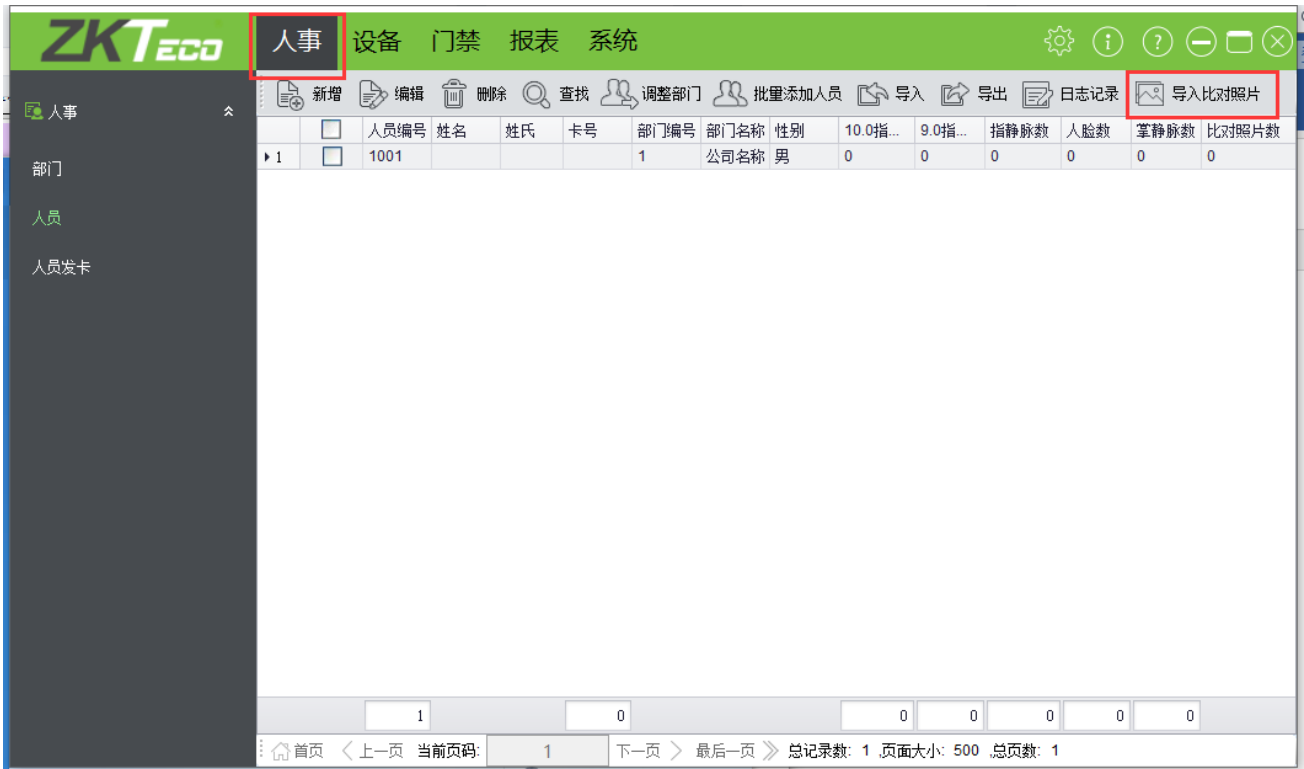 ZKTeco 人事 设备 门禁 报表 系统
人事
部门
人员
人员发卡
新增 编辑 删除 查找 调整部门 批里添加人员 导入 导出 日志记录 导入比对照片
人员编号 姓名 姓氏 卡号 部门编号 部门名称 性别 10.0指... 9.0指... 指静脉数 人脸数 掌静脉数 比对照片数
1 1001 1 公司名称 男 0 0 0 0 0 0
1 0 0 0 0 0 0
首页 上一页 当前页码: 1 下一页 最后一页 总记录数: 1 ,页面大小: 500 ,总页数: 1